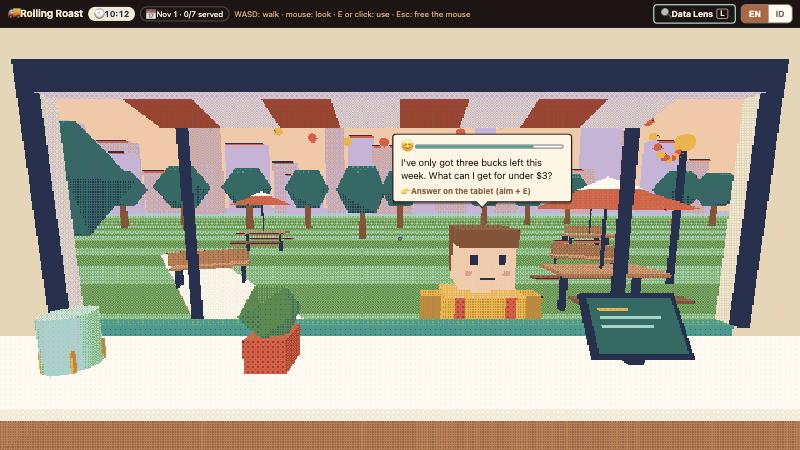 Rolling Roast
10:12
Nov 1 · 0/7 served
WASD: walk · mouse: look · E or click: use · Esc: free the mouse
Data Lens L
EN ID
I've only got three bucks left this
week. What can I get for under $3?
Answer on the tablet (aim + E)